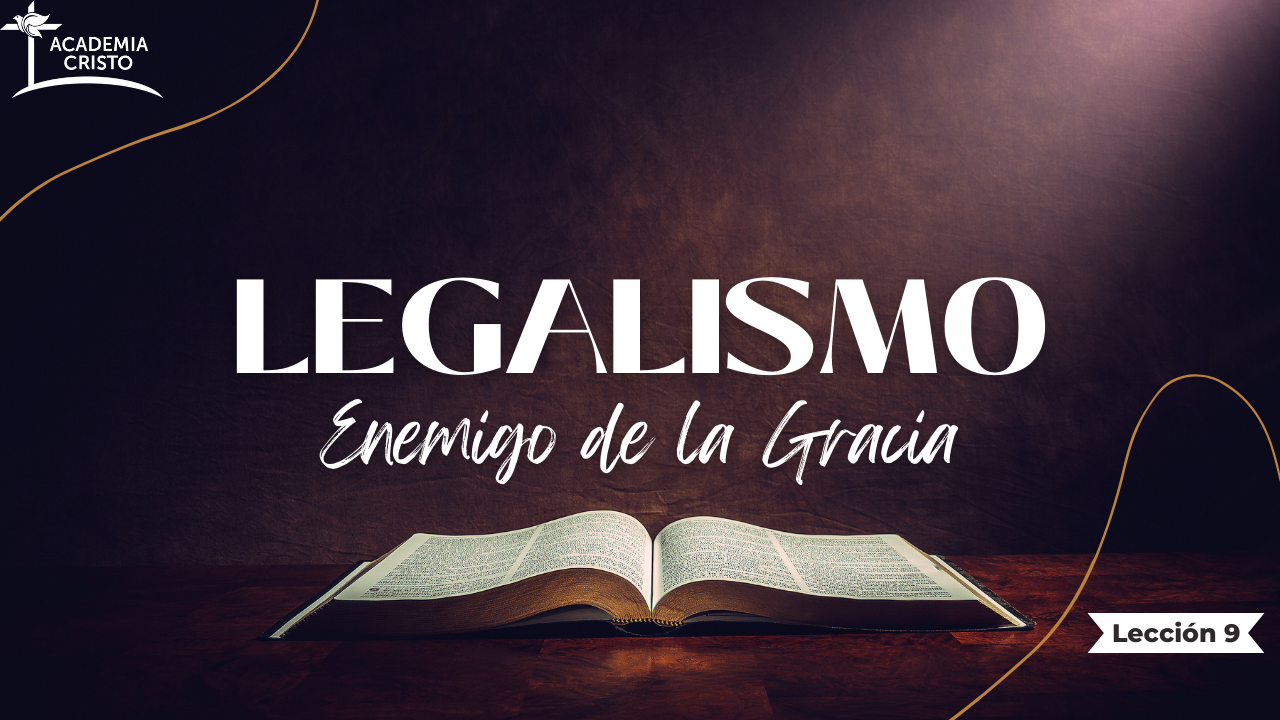 ACADEMIA
CRISTO
LEGALISMO
Enemigo de la Gracia
Lección 9